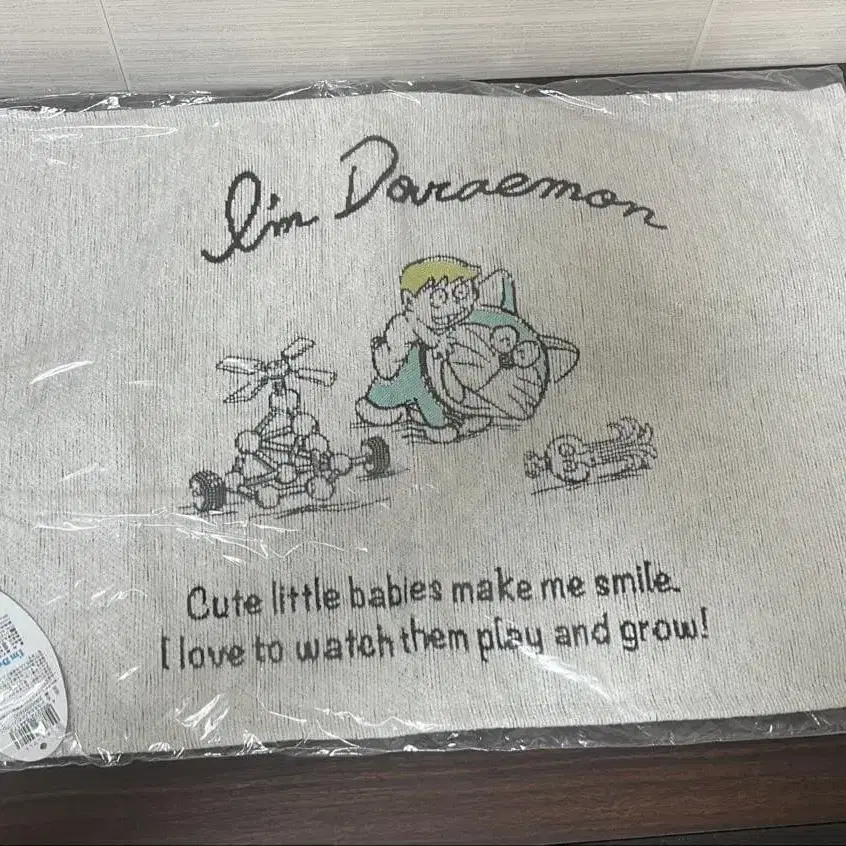 I'm Doraemon
Cute little babies make me smile.
I love to watch them play and grow!